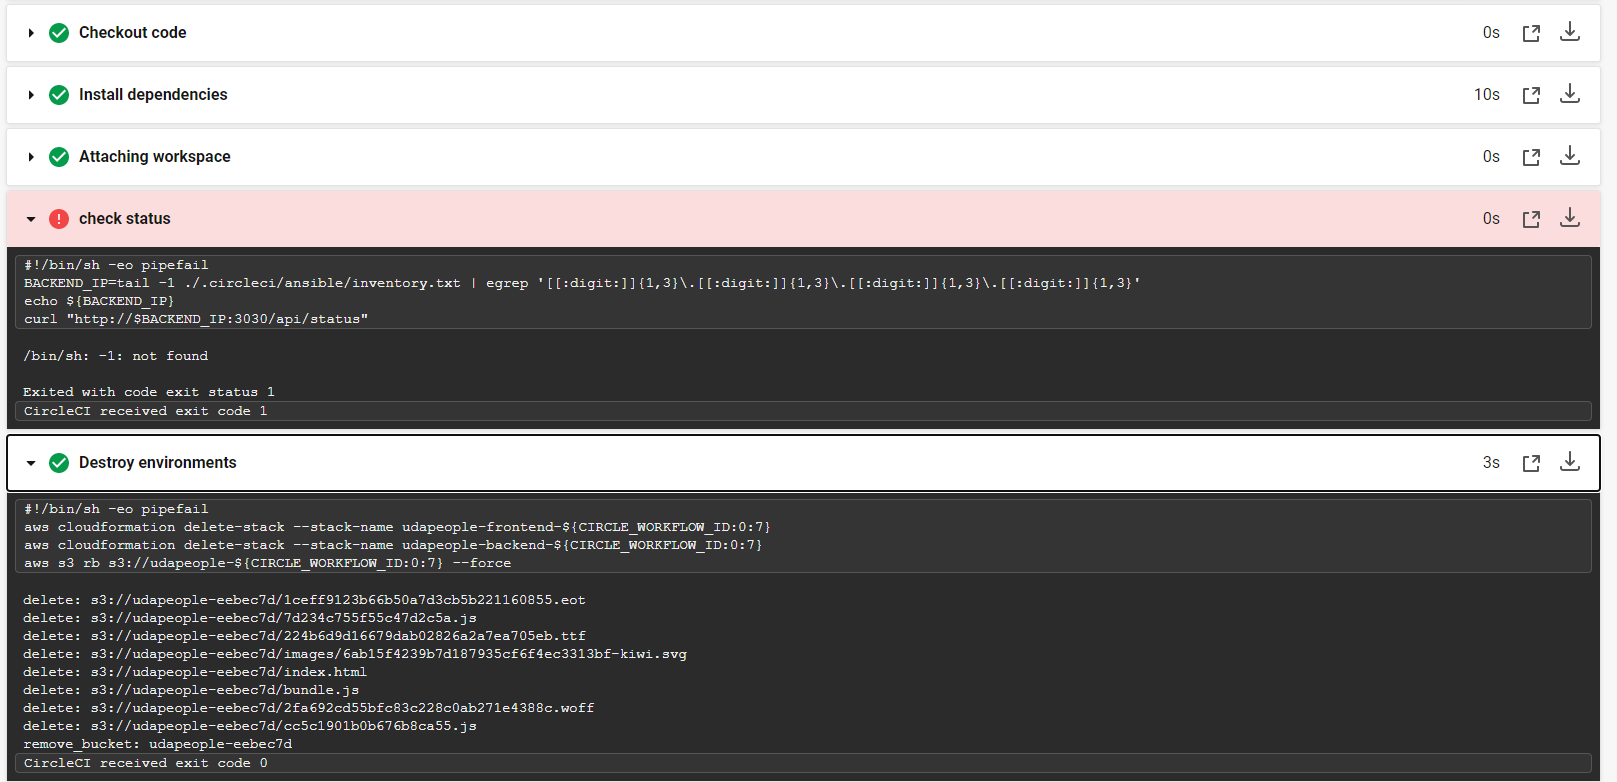 Checkout code 0s
Install dependencies 10s
Attaching workspace 0s
check status 0s
#!/bin/sh -eo pipefail
BACKEND_IP=tail -1 ./.circleci/ansible/inventory.txt | egrep '[[:digit:]]{1,3}\.[[:digit:]]{1,3}\.[[:digit:]]{1,3}\.[[:digit:]]{1,3}'
echo ${BACKEND_IP}
curl "http://$BACKEND_IP:3030/api/status"
/bin/sh: -1: not found
Exited with code exit status 1
CircleCI received exit code 1
Destroy environments 3s
#!/bin/sh -eo pipefail
aws cloudformation delete-stack --stack-name udapeople-frontend-${CIRCLE_WORKFLOW_ID:0:7}
aws cloudformation delete-stack --stack-name udapeople-backend-${CIRCLE_WORKFLOW_ID:0:7}
aws s3 rb s3://udapeople-${CIRCLE_WORKFLOW_ID:0:7} --force
delete: s3://udapeople-eebec7d/1ceff9123b66b50a7d3cb5b221160855.eot
delete: s3://udapeople-eebec7d/7d234c755f55c47d2c5a.js
delete: s3://udapeople-eebec7d/224b6d9d16679dab02826a2a7ea705eb.ttf
delete: s3://udapeople-eebec7d/images/6ab15f4239b7d187935cf6f4ec3313bf-kiwi.svg
delete: s3://udapeople-eebec7d/index.html
delete: s3://udapeople-eebec7d/bundle.js
delete: s3://udapeople-eebec7d/2fa692cd55bfc83c228c0ab271e4388c.woff
delete: s3://udapeople-eebec7d/cc5c1901b0b676b8ca55.js
remove_bucket: udapeople-eebec7d
CircleCI received exit code 0